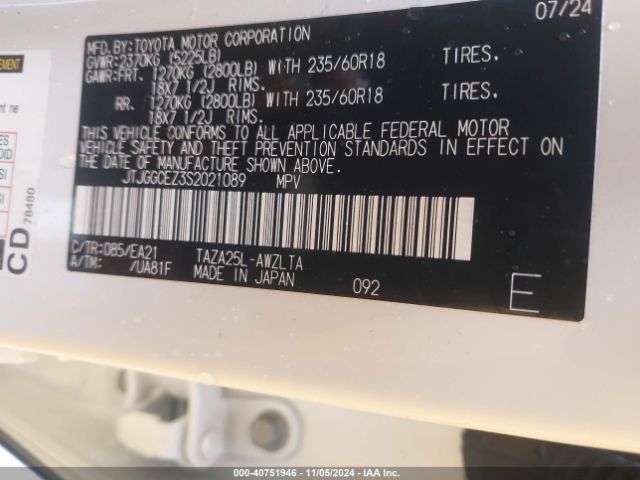 07/24
MFD.BY:TOYOTA MOTOR CORPORATION
GVWR:2370KG (5225LB)
GAWR:FRT. 1270KG (2800LB) WITH 235/60R18 TIRES.
18X7 1/2J RIMS.
RR. 1270KG (2800LB) WITH 235/60R18 TIRES.
18X7 1/2J RIMS.
THIS VEHICLE CONFORMS TO ALL APPLICABLE FEDERAL MOTOR
VEHICLE SAFETY AND THEFT PREVENTION STANDARDS IN EFFECT ON
THE DATE OF MANUFACTURE SHOWN ABOVE.
JTJGGCEZ3S2021089 MPV
C/TR:085/EA21 TAZA25L-AWZLTA
A/TM: /UA81F MADE IN JAPAN 092
E
CD
78480
000-40751946 - 11/05/2024 - IAA Inc.